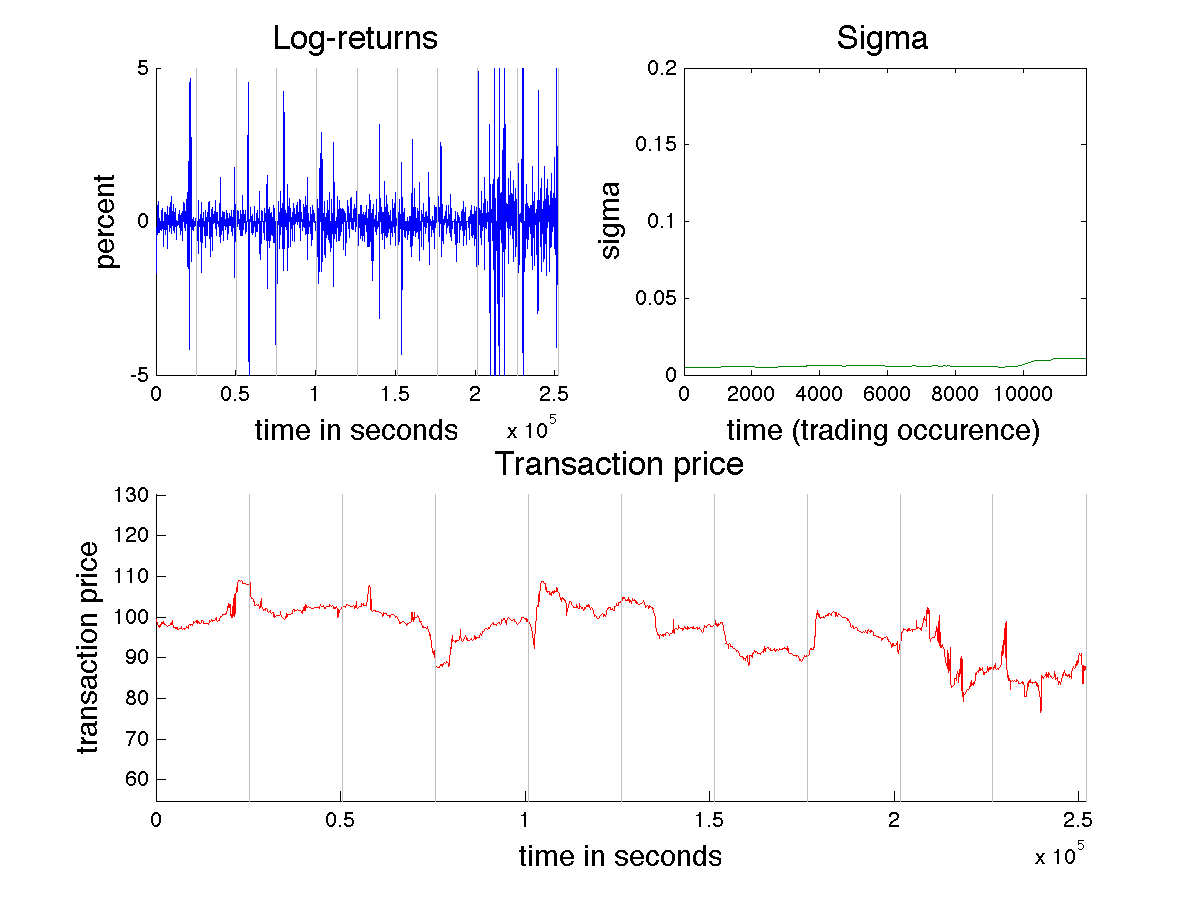 Log-returns
percent
5
0
-5
0 0.5 1 1.5 2 2.5
x 10^5
time in seconds
Sigma
sigma
0.2
0.15
0.1
0.05
0
0 2000 4000 6000 8000 10000
time (trading occurence)
Transaction price
transaction price
130
120
110
100
90
80
70
60
0 0.5 1 1.5 2 2.5
x 10^5
time in seconds